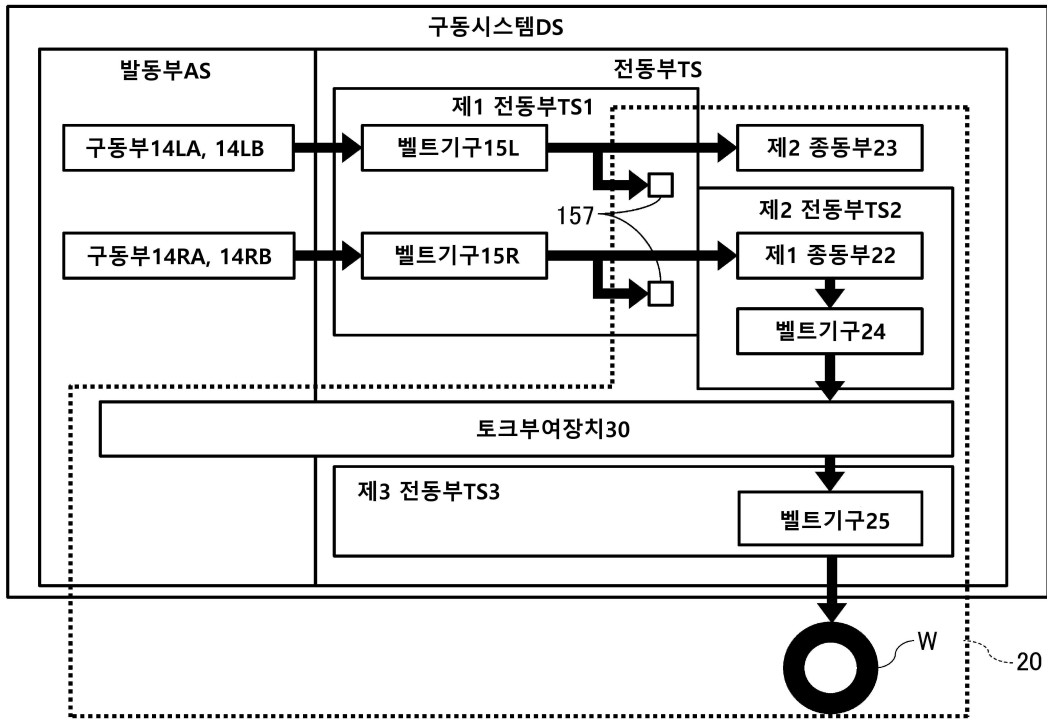 구동시스템DS
발동부AS
전동부TS
제1 전동부TS1
구동부14LA, 14LB
벨트기구15L
제2 종동부23
157
제2 전동부TS2
구동부14RA, 14RB
벨트기구15R
제1 종동부22
벨트기구24
토크부여장치30
제3 전동부TS3
벨트기구25
W
20